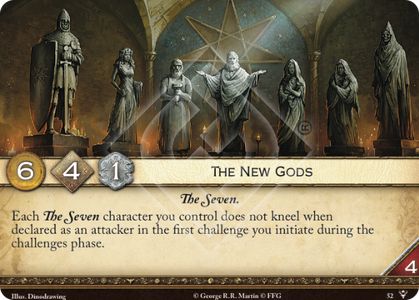 6 4 1 THE NEW GODS
The Seven.
Each The Seven character you control does not kneel when
declared as an attacker in the first challenge you initiate during the
challenges phase.
4
Illus. Dinodrawing © George R.R. Martin © FFG 52
®